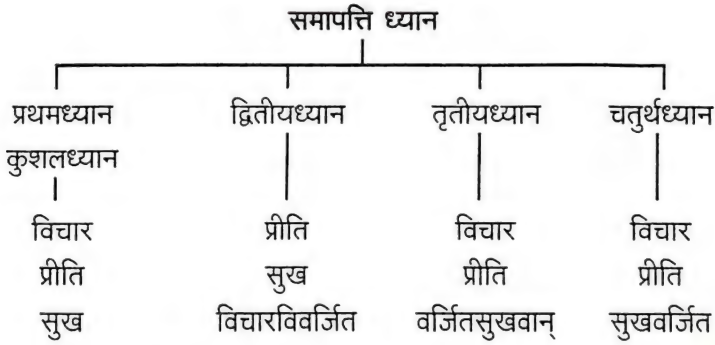 समापत्ति ध्यान
प्रथमध्यान द्वितीयध्यान तृतीयध्यान चतुर्थध्यान
कुशलध्यान
विचार प्रीति विचार विचार
प्रीति सुख प्रीति प्रीति
सुख विचारविवर्जित वर्जितसुखवान् सुखवर्जित